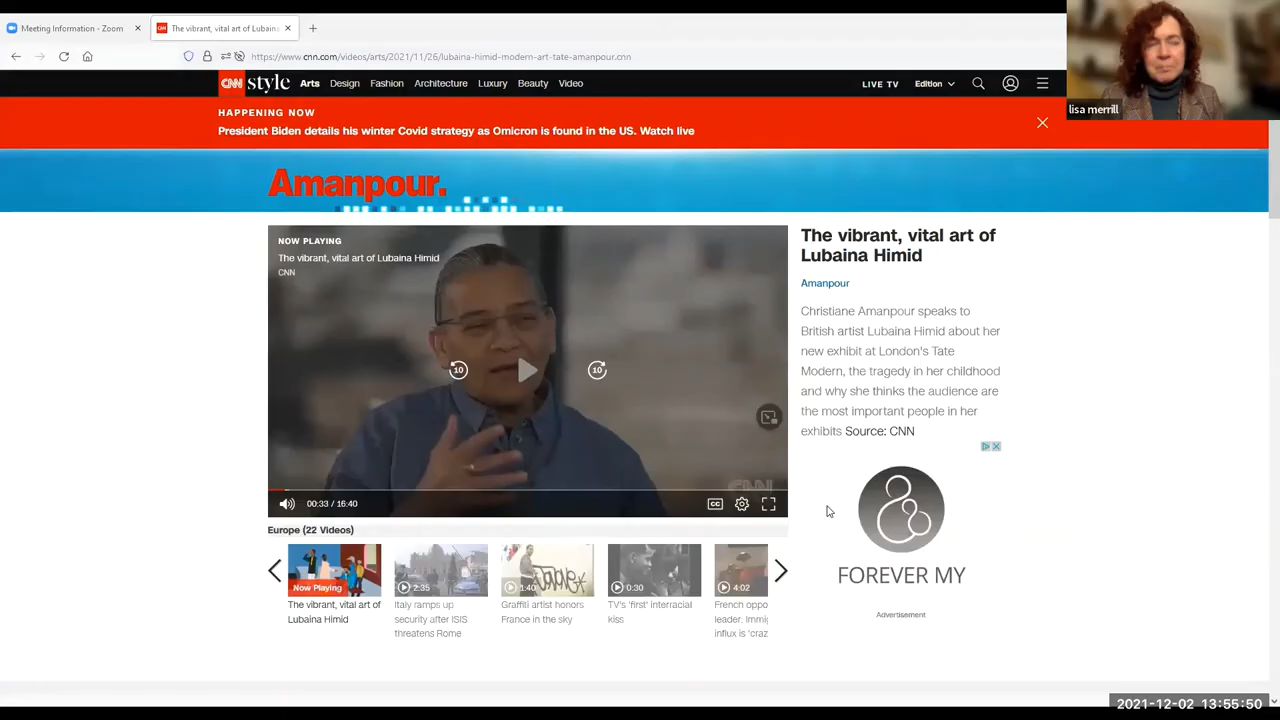 Meeting Information - Zoom
The vibrant, vital art of Lubain
https://www.cnn.com/videos/arts/2021/11/26/lubaina-himid-modern-art-tate-amanpour.cnn
CNN style Arts Design Fashion Architecture Luxury Beauty Video LIVE TV Edition
lisa merrill
HAPPENING NOW
President Biden details his winter Covid strategy as Omicron is found in the US. Watch live
Amanpour.
NOW PLAYING
The vibrant, vital art of Lubaina Himid
CNN
10 10
CNN
00:33 / 16:40 CC
The vibrant, vital art of
Lubaina Himid
Amanpour
Christiane Amanpour speaks to
British artist Lubaina Himid about her
new exhibit at London's Tate
Modern, the tragedy in her childhood
and why she thinks the audience are
the most important people in her
exhibits Source: CNN
FOREVER MY
Advertisement
Europe (22 Videos)
Now Playing
The vibrant, vital art of
Lubaina Himid
2:35
Italy ramps up
security after ISIS
threatens Rome
1:40
Graffiti artist honors
France in the sky
0:30
TV's 'first' interracial
kiss
4:02
French oppo
leader: Immi
influx is 'craz
2021-12-02 13:55:50